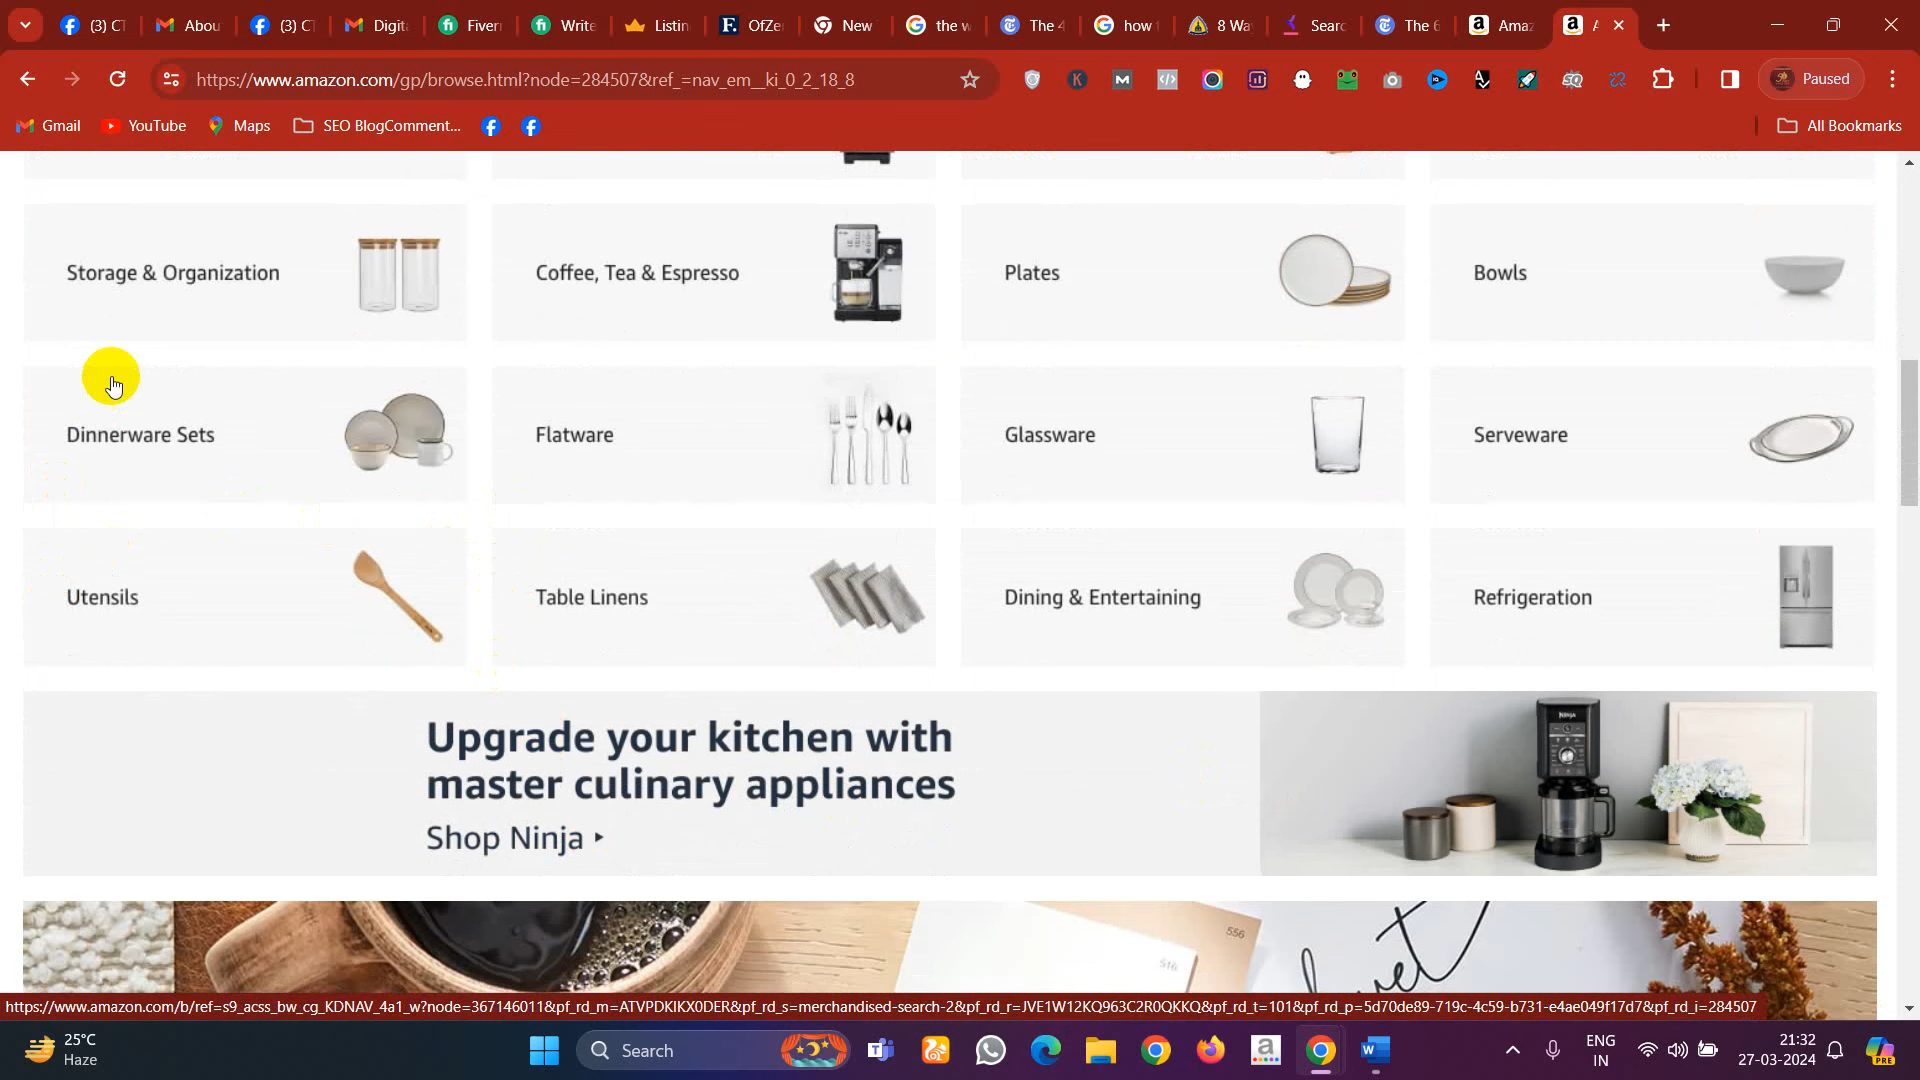 (3) C
Abou
(3) C
Digit
Fiver
Write
Listin
OfZe
New
the w
The 4
how
8 Wa
Searc
The 6
Amaz
https://www.amazon.com/gp/browse.html?node=284507&ref_=nav_em__ki_0_2_18_8
Paused
Gmail
YouTube
Maps
SEO BlogComment...
All Bookmarks
Storage & Organization
Coffee, Tea & Espresso
Plates
Bowls
Dinnerware Sets
Flatware
Glassware
Serveware
Utensils
Table Linens
Dining & Entertaining
Refrigeration
Upgrade your kitchen with
master culinary appliances
Shop Ninja ▸
NINJA
556
516
https://www.amazon.com/b/ref=s9_acss_bw_cg_KDNAV_4a1_w?node=367146011&pf_rd_m=ATVPDKIKX0DER&pf_rd_s=merchandised-search-2&pf_rd_r=JVE1W12KQ963C2R0QKKQ&pf_rd_t=101&pf_rd_p=5d70de89-719c-4c59-b731-e4ae049f17d7&pf_rd_i=284507
25°C
Haze
Search
ENG
IN
21:32
27-03-2024